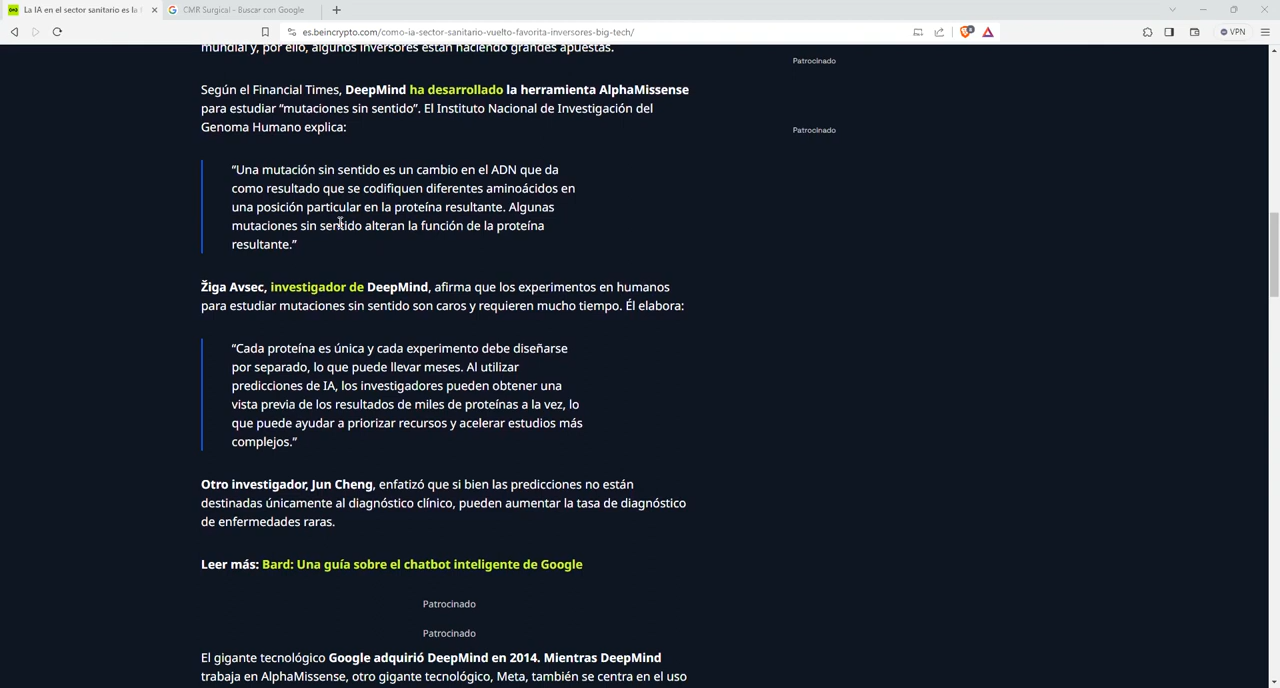 La IA en el sector sanitario es la
CMR Surgical - Buscar con Google
es.beincrypto.com/como-ia-sector-sanitario-vuelto-favorita-inversores-big-tech/
VPN
mundial y, por ello, algunos inversores están haciendo grandes apuestas.
Patrocinado
Según el Financial Times, DeepMind ha desarrollado la herramienta AlphaMissense
para estudiar “mutaciones sin sentido”. El Instituto Nacional de Investigación del
Genoma Humano explica:
Patrocinado
“Una mutación sin sentido es un cambio en el ADN que da
como resultado que se codifiquen diferentes aminoácidos en
una posición particular en la proteína resultante. Algunas
mutaciones sin sentido alteran la función de la proteína
resultante.”
Žiga Avsec, investigador de DeepMind, afirma que los experimentos en humanos
para estudiar mutaciones sin sentido son caros y requieren mucho tiempo. Él elabora:
“Cada proteína es única y cada experimento debe diseñarse
por separado, lo que puede llevar meses. Al utilizar
predicciones de IA, los investigadores pueden obtener una
vista previa de los resultados de miles de proteínas a la vez, lo
que puede ayudar a priorizar recursos y acelerar estudios más
complejos.”
Otro investigador, Jun Cheng, enfatizó que si bien las predicciones no están
destinadas únicamente al diagnóstico clínico, pueden aumentar la tasa de diagnóstico
de enfermedades raras.
Leer más: Bard: Una guía sobre el chatbot inteligente de Google
Patrocinado
Patrocinado
El gigante tecnológico Google adquirió DeepMind en 2014. Mientras DeepMind
trabaja en AlphaMissense, otro gigante tecnológico, Meta, también se centra en el uso